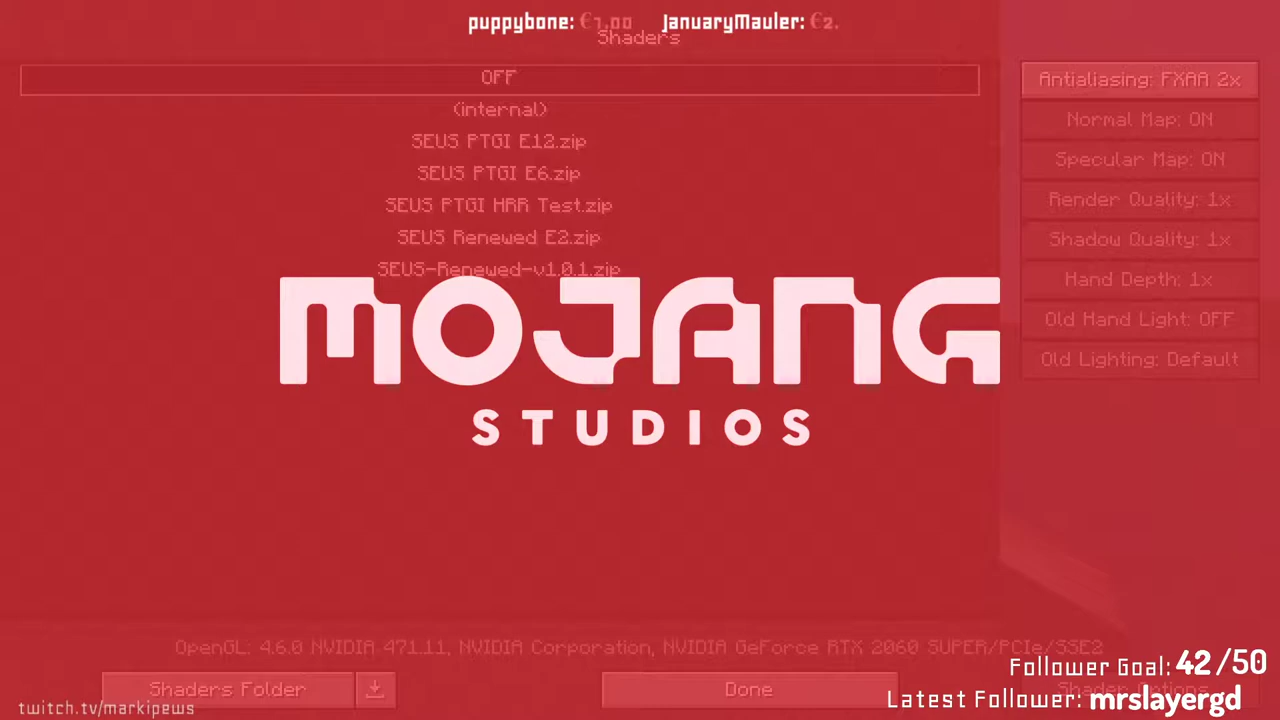 puppybone: €1.00 JanuaryMauler: €2.
Shaders
OFF
(internal)
SEUS PTGI E12.zip
SEUS PTGI E6.zip
SEUS PTGI HRR Test.zip
SEUS Renewed E2.zip
SEUS-Renewed-v1.0.1.zip
Antialiasing: FXAA 2x
Normal Map: ON
Specular Map: ON
Render Quality: 1x
Shadow Quality: 1x
Hand Depth: 1x
Old Hand Light: OFF
Old Lighting: Default
MOJANG
STUDIOS
OpenGL: 4.6.0 NVIDIA 471.11, NVIDIA Corporation, NVIDIA GeForce RTX 2060 SUPER/PCIe/SSE2
Follower Goal: 42/50
Shaders Folder
Done
Shader Options...
Latest Follower: mrslayergd
twitch.tv/markipews